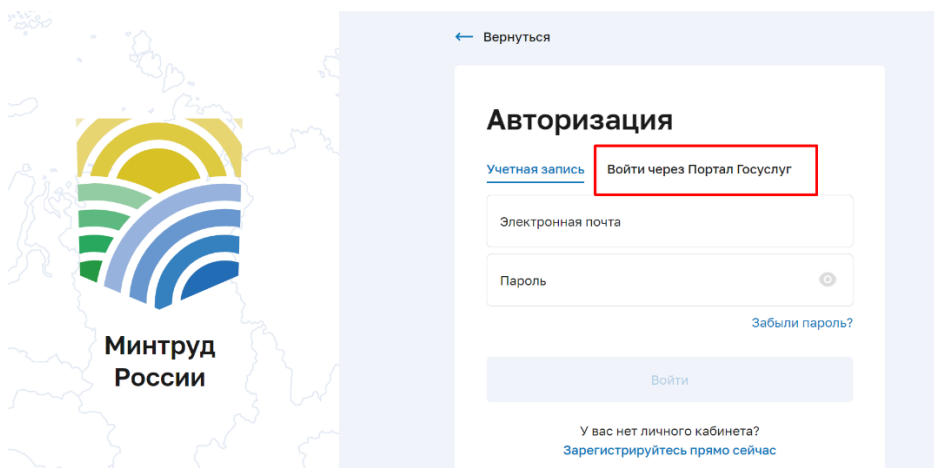 Вернуться
Авторизация
Учетная запись Войти через Портал Госуслуг
Электронная почта
Пароль
Забыли пароль?
Войти
У вас нет личного кабинета?
Зарегистрируйтесь прямо сейчас
Минтруд
России